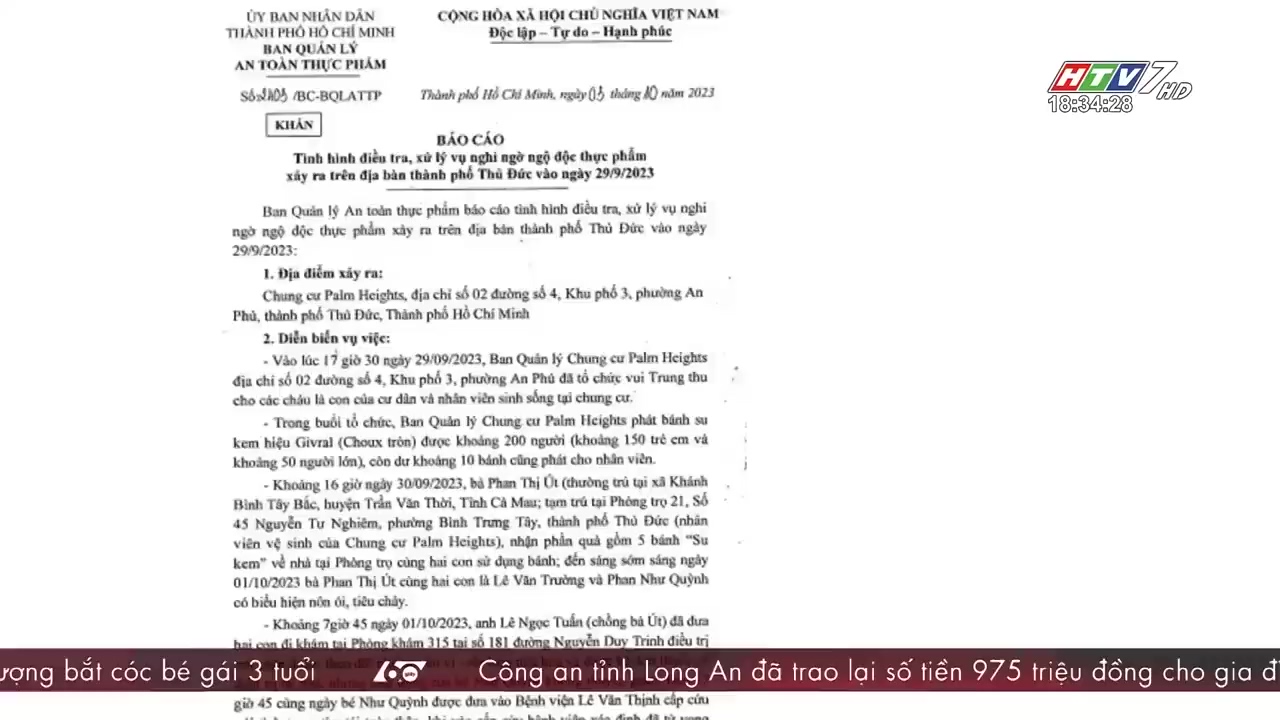 ỦY BAN NHÂN DÂN
THÀNH PHỐ HỒ CHÍ MINH
BAN QUẢN LÝ
AN TOÀN THỰC PHẨM
CỘNG HÒA XÃ HỘI CHỦ NGHĨA VIỆT NAM
Độc lập – Tự do – Hạnh phúc
/BC-BQLATTP
Thành phố Hồ Chí Minh, ngày 03 tháng 10 năm 2023
KHẨN
HTV7 HD
18:34:28
BÁO CÁO
Tình hình điều tra, xử lý vụ nghi ngờ ngộ độc thực phẩm
xảy ra trên địa bàn thành phố Thủ Đức vào ngày 29/9/2023
Ban Quản lý An toàn thực phẩm báo cáo tình hình điều tra, xử lý vụ nghi
ngờ ngộ độc thực phẩm xảy ra trên địa bàn thành phố Thủ Đức vào ngày
29/9/2023:
1. Địa điểm xảy ra:
Chung cư Palm Heights, địa chỉ số 02 đường số 4, Khu phố 3, phường An
Phú, thành phố Thủ Đức, Thành phố Hồ Chí Minh
2. Diễn biến vụ việc:
- Vào lúc 17 giờ 30 ngày 29/09/2023, Ban Quản lý Chung cư Palm Heights
địa chỉ số 02 đường số 4, Khu phố 3, phường An Phú đã tổ chức vui Trung thu
cho các cháu là con của cư dân và nhân viên sinh sống tại chung cư.
- Trong buổi tổ chức, Ban Quản lý Chung cư Palm Heights phát bánh su
kem hiệu Givral (Choux tròn) được khoảng 200 người (khoảng 150 trẻ em và
khoảng 50 người lớn), còn dư khoảng 10 bánh cũng phát cho nhân viên.
- Khoảng 16 giờ ngày 30/09/2023, bà Phan Thị Út (thường trú tại xã Khánh
Bình Tây Bắc, huyện Trần Văn Thời, Tỉnh Cà Mau; tạm trú tại Phòng trọ 21, Số
45 Nguyễn Tư Nghiêm, phường Bình Trưng Tây, thành phố Thủ Đức (nhân
viên vệ sinh của Chung cư Palm Heights), nhận phần quà gồm 5 bánh “Su
kem” về nhà tại Phòng trọ cùng hai con sử dụng bánh; đến sáng sớm sáng ngày
01/10/2023 bà Phan Thị Út cùng hai con là Lê Văn Trường và Phan Như Quỳnh
có biểu hiện nôn ói, tiêu chảy.
- Khoảng 7giờ 45 ngày 01/10/2023, anh Lê Ngọc Tuấn (chồng bà Út) đã đưa
hai con đi khám tại Phòng khám 315 tại số 181 đường Nguyễn Duy Trinh điều trị
ượng bắt cóc bé gái 3 tuổi
60 giây
Công an tỉnh Long An đã trao lại số tiền 975 triệu đồng cho gia đ
giờ 45 cùng ngày bé Như Quỳnh được đưa vào Bệnh viện Lê Văn Thịnh cấp cứu